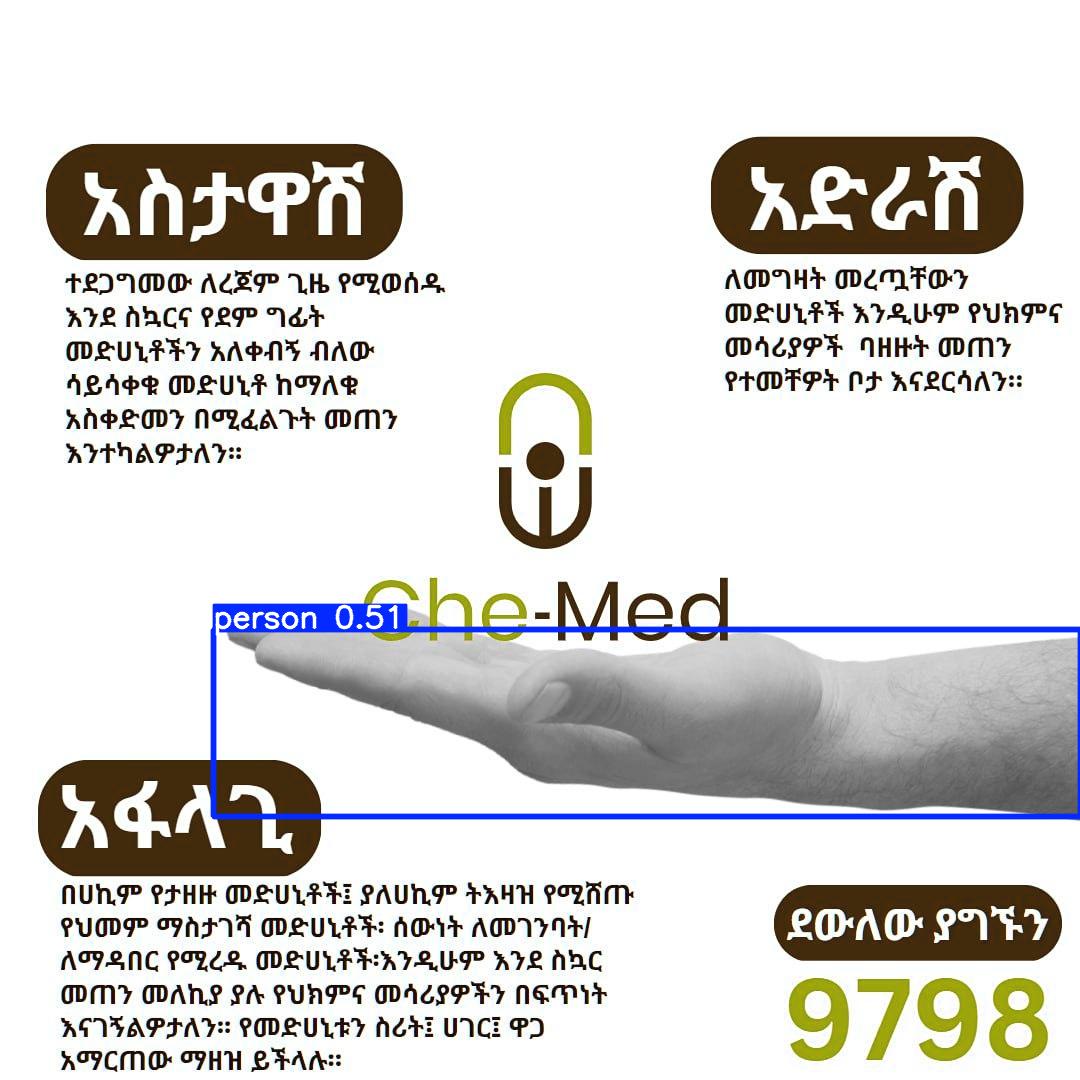 አስታዋሽ
ተደጋግመው ለረጆም ጊዜ የሚወሰዱ
እንደ ስኳርና የደም ግፊት
መድሀኒቶችን አለቀብኝ ብለው
ሳይሳቀቁ መድሀኒቶ ከማለቁ
አስቀድመን በሚፈልጉት መጠን
እንተካልዎታለን።
አድራሽ
ለመግዛት መረጧቸውን
መድሀኒቶች እንዲሁም የህክምና
መሳሪያዎች ባዘዙት መጠን
የተመቸዎት ቦታ እናደርሳለን።
Che-Med
person 0.51
አፋላጊ
በሀኪም የታዘዙ መድሀኒቶች፤ ያለሀኪም ትእዛዝ የሚሸጡ
የህመም ማስታገሻ መድሀኒቶች፡ ሰውነት ለመገንባት/
ለማዳበር የሚረዱ መድሀኒቶች፡እንዲሁም እንደ ስኳር
መጠን መለኪያ ያሉ የህክምና መሳሪያዎችን በፍጥነት
እናገኝልዎታለን። የመድሀኒቱን ስሪት፤ ሀገር፤ ዋጋ
አማርጠው ማዘዝ ይችላሉ።
ደውለው ያግኙን
9798